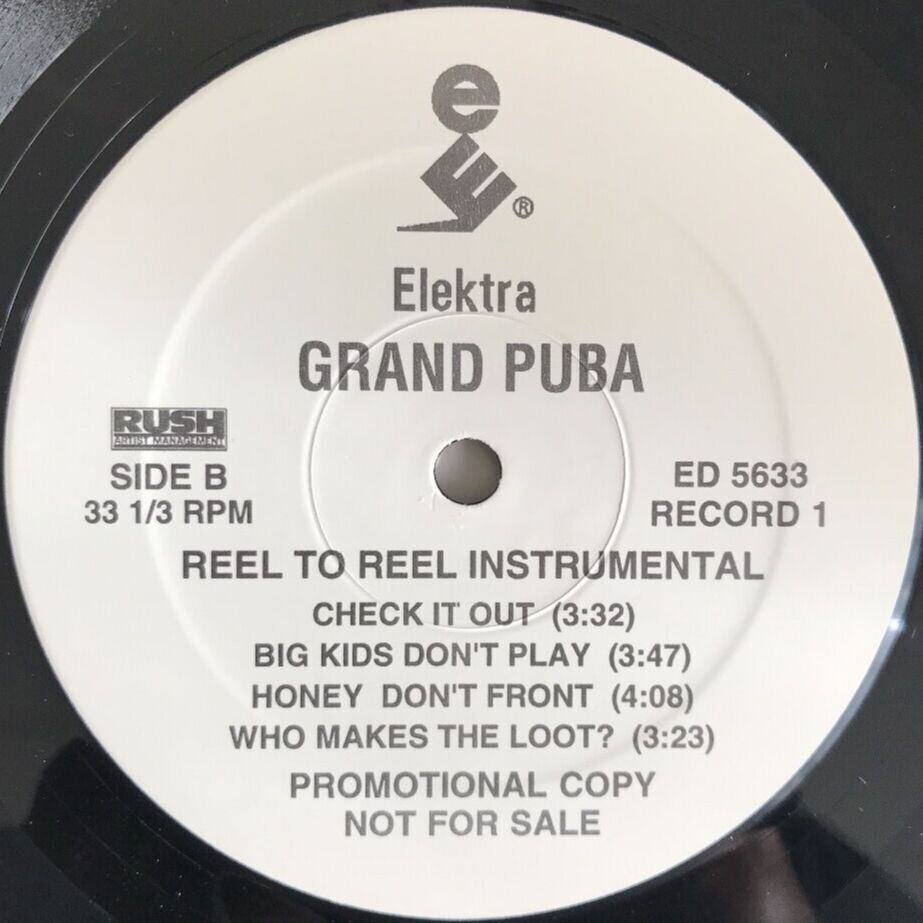 e
E
®
Elektra
GRAND PUBA
RUSH
ARTIST MANAGEMENT
SIDE B
33 1/3 RPM
ED 5633
RECORD 1
REEL TO REEL INSTRUMENTAL
CHECK IT OUT (3:32)
BIG KIDS DON'T PLAY (3:47)
HONEY DON'T FRONT (4:08)
WHO MAKES THE LOOT? (3:23)
PROMOTIONAL COPY
NOT FOR SALE